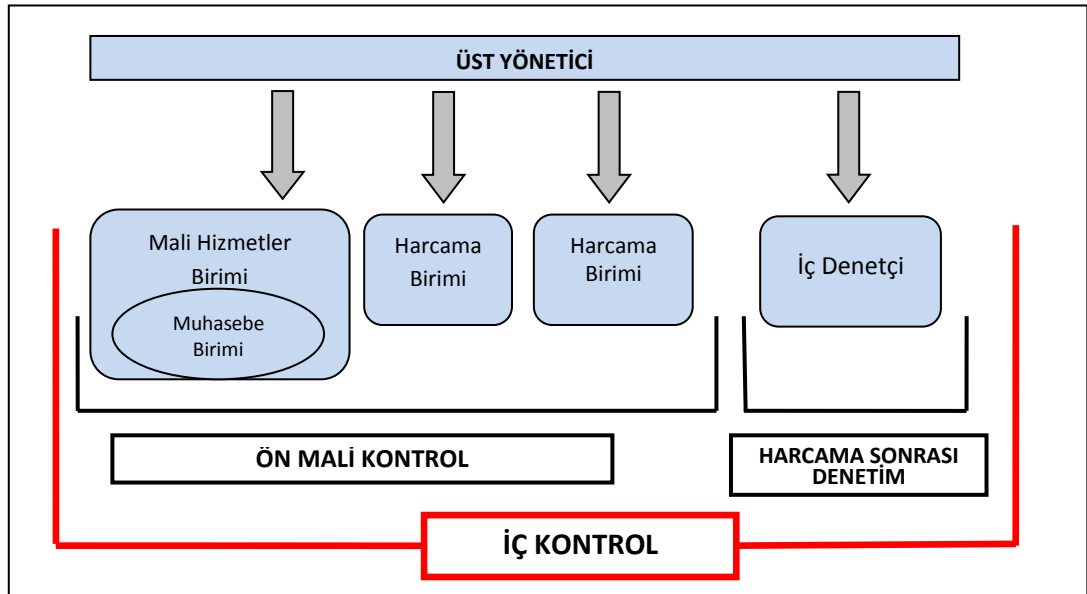 ÜST YÖNETİCİ
Mali Hizmetler
Birimi
Muhasebe
Birimi
Harcama
Birimi
Harcama
Birimi
İç Denetçi
ÖN MALİ KONTROL
HARCAMA SONRASI
DENETİM
İÇ KONTROL